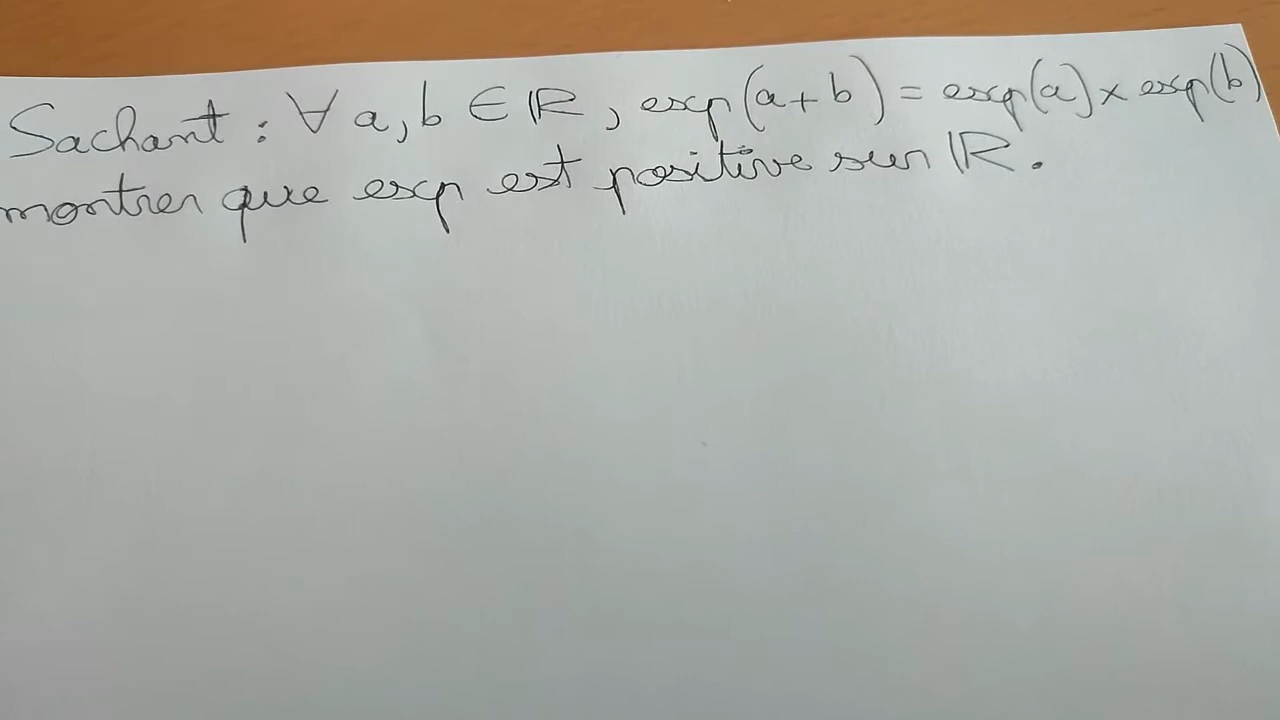 Sachant : ∀ a, b ∈ ℝ, exp(a+b) = exp(a) × exp(b)
montrer que exp est positive sur ℝ.